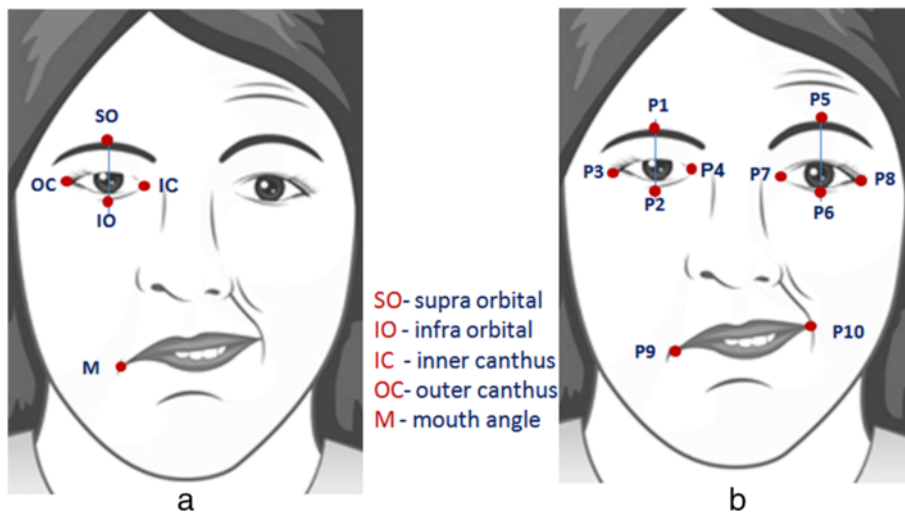 SO
OC
IC
IO
M
a
SO- supra orbital
IO - infra orbital
IC - inner canthus
OC- outer canthus
M - mouth angle
P1
P5
P3
P4
P7
P8
P2
P6
P10
P9
b